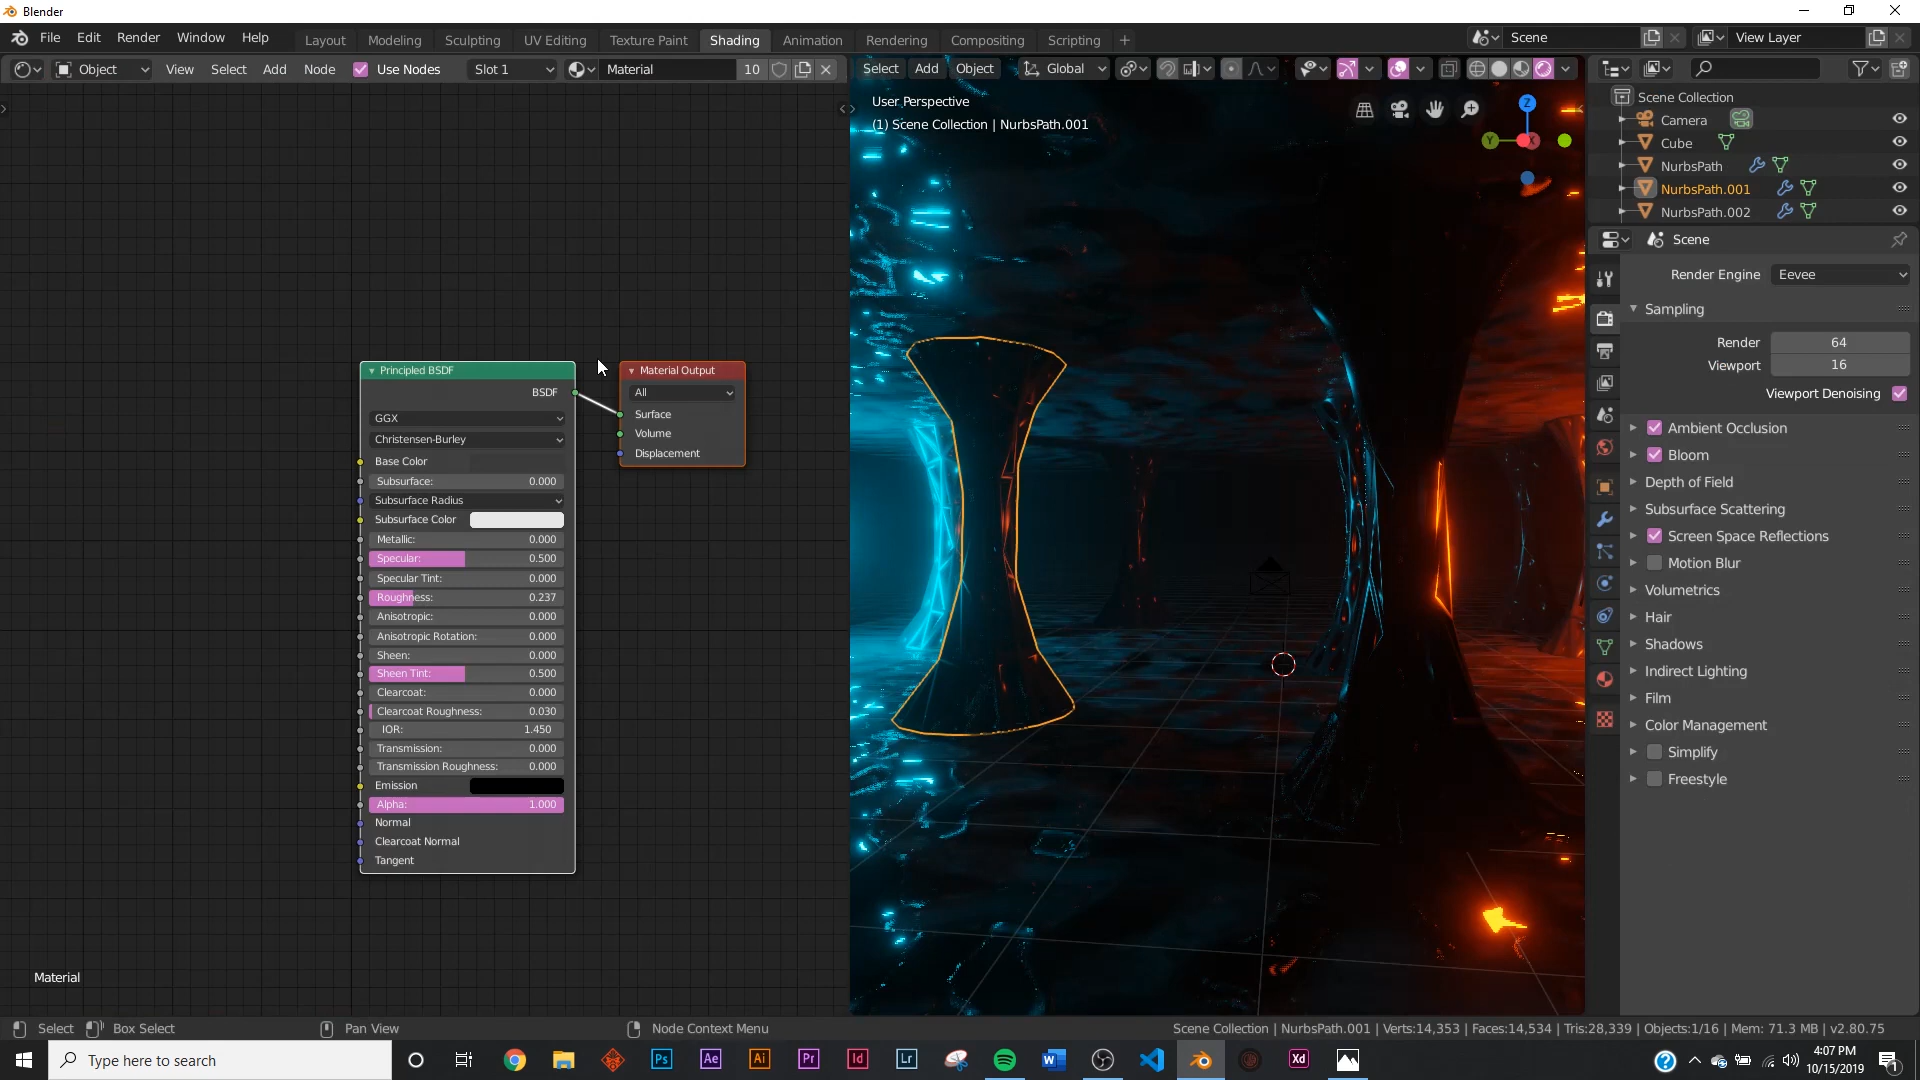 Blender
File Edit Render Window Help
Layout Modeling Sculpting UV Editing Texture Paint Shading Animation Rendering Compositing Scripting +
Scene
View Layer
Object View Select Add Node Use Nodes Slot 1 Material 10
Select Add Object Global
User Perspective
(1) Scene Collection | NurbsPath.001
Z
Y
X
Scene Collection
Camera
Cube
NurbsPath
NurbsPath.001
NurbsPath.002
Scene
Render Engine Eevee
Sampling
Render 64
Viewport 16
Viewport Denoising
Ambient Occlusion
Bloom
Depth of Field
Subsurface Scattering
Screen Space Reflections
Motion Blur
Volumetrics
Hair
Shadows
Indirect Lighting
Film
Color Management
Simplify
Freestyle
Principled BSDF
BSDF
GGX
Christensen-Burley
Base Color
Subsurface: 0.000
Subsurface Radius
Subsurface Color
Metallic: 0.000
Specular: 0.500
Specular Tint: 0.000
Roughness: 0.237
Anisotropic: 0.000
Anisotropic Rotation: 0.000
Sheen: 0.000
Sheen Tint: 0.500
Clearcoat: 0.000
Clearcoat Roughness: 0.030
IOR: 1.450
Transmission: 0.000
Transmission Roughness: 0.000
Emission
Alpha: 1.000
Normal
Clearcoat Normal
Tangent
Material Output
All
Surface
Volume
Displacement
Material
Select Box Select Pan View Node Context Menu
Scene Collection | NurbsPath.001 | Verts:14,353 | Faces:14,534 | Tris:28,339 | Objects:1/16 | Mem: 71.3 MB | v2.80.75
Type here to search
Ps Ae Ai Pr Id Lr W Xd
4:07 PM
10/15/2019
1